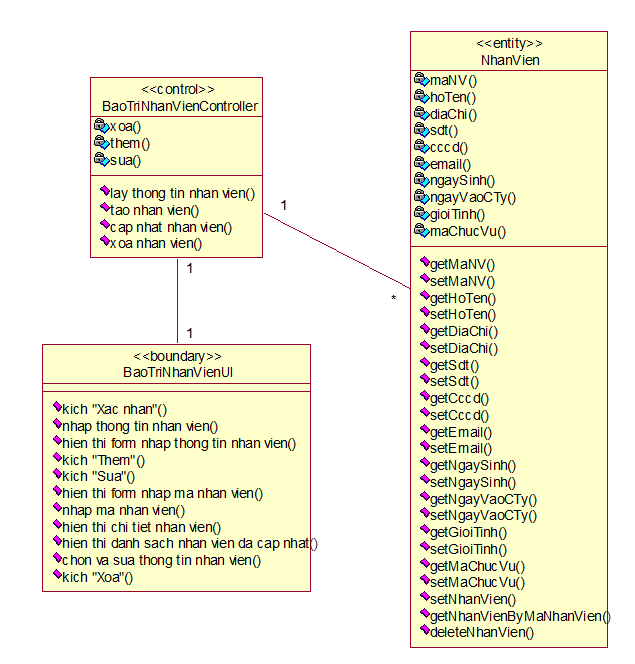 <<control>>
BaoTriNhanVienController
xoa()
them()
sua()
lay thong tin nhan vien()
tao nhan vien()
cap nhat nhan vien()
xoa nhan vien()
1
*
1
1
<<boundary>>
BaoTriNhanVienUI
kich "Xac nhan"()
nhap thong tin nhan vien()
hien thi form nhap thong tin nhan vien()
kich "Them"()
kich "Sua"()
hien thi form nhap ma nhan vien()
nhap ma nhan vien()
hien thi chi tiet nhan vien()
hien thi danh sach nhan vien da cap nhat()
chon va sua thong tin nhan vien()
kich "Xoa"()
<<entity>>
NhanVien
maNV()
hoTen()
diaChi()
sdt()
cccd()
email()
ngaySinh()
ngayVaoCTy()
gioiTinh()
maChucVu()
getMaNV()
setMaNV()
getHoTen()
setHoTen()
getDiaChi()
setDiaChi()
getSdt()
setSdt()
getCccd()
setCccd()
getEmail()
setEmail()
getNgaySinh()
setNgaySinh()
getNgayVaoCTy()
setNgayVaoCTy()
getGioiTinh()
setGioiTinh()
getMaChucVu()
setMaChucVu()
setNhanVien()
getNhanVienByMaNhanVien()
deleteNhanVien()